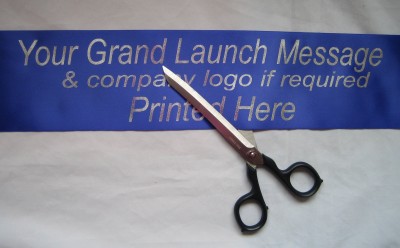 Your Grand Launch Message
& company logo if required
Printed Here